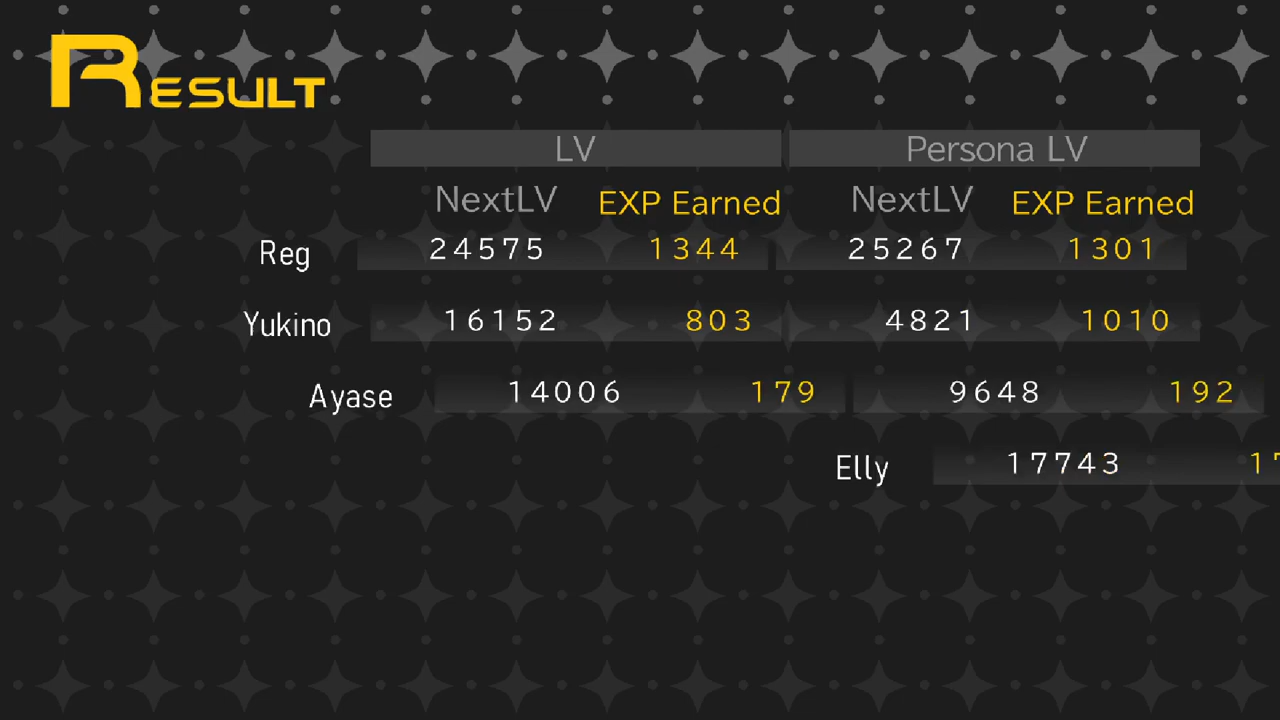 RESULT
LV Persona LV
NextLV EXP Earned NextLV EXP Earned
Reg 24575 1344 25267 1301
Yukino 16152 803 4821 1010
Ayase 14006 179 9648 192
Elly 17743